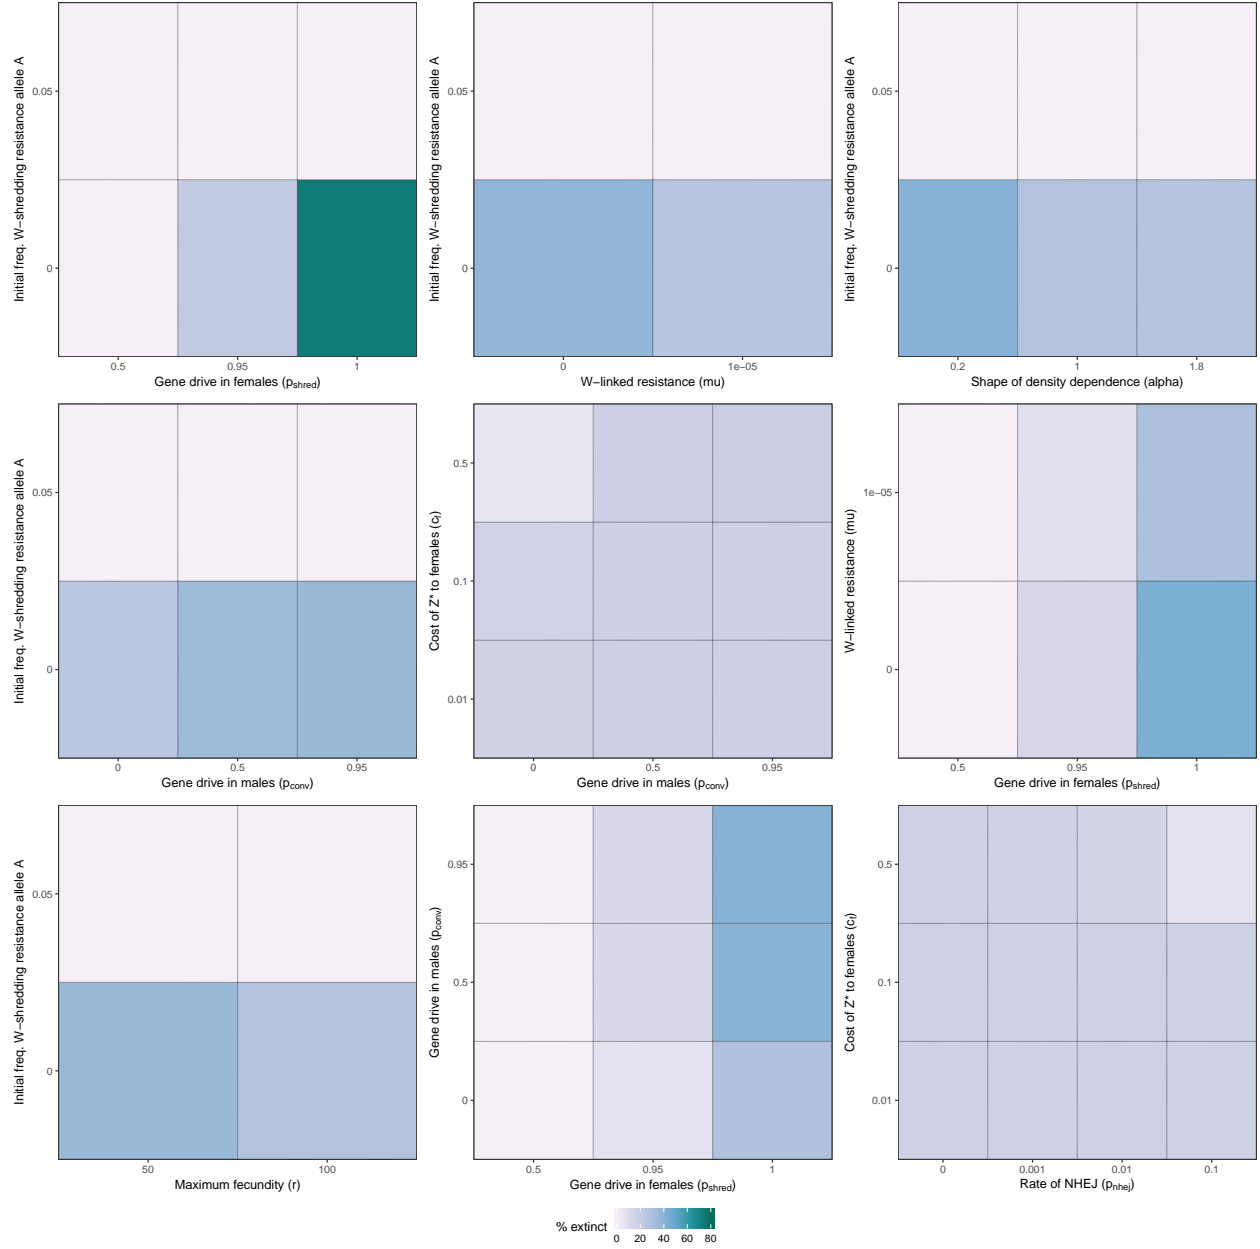 Initial freq. W−shredding resistance allele A
0.05
0
0.5
0.95
1
Gene drive in females (pshred)
Initial freq. W−shredding resistance allele A
0.05
0
0
1e−05
W−linked resistance (mu)
Initial freq. W−shredding resistance allele A
0.05
0
0.2
1
1.8
Shape of density dependence (alpha)
Initial freq. W−shredding resistance allele A
0.05
0
0
0.5
0.95
Gene drive in males (pconv)
Cost of Z* to females (cf)
0.5
0.1
0.01
0
0.5
0.95
Gene drive in males (pconv)
W−linked resistance (mu)
1e−05
0
0.5
0.95
1
Gene drive in females (pshred)
Initial freq. W−shredding resistance allele A
0.05
0
50
100
Maximum fecundity (r)
Gene drive in males (pconv)
0.95
0.5
0
0.5
0.95
1
Gene drive in females (pshred)
Cost of Z* to females (cf)
0.5
0.1
0.01
0
0.001
0.01
0.1
Rate of NHEJ (pnhej)
% extinct
0 20 40 60 80